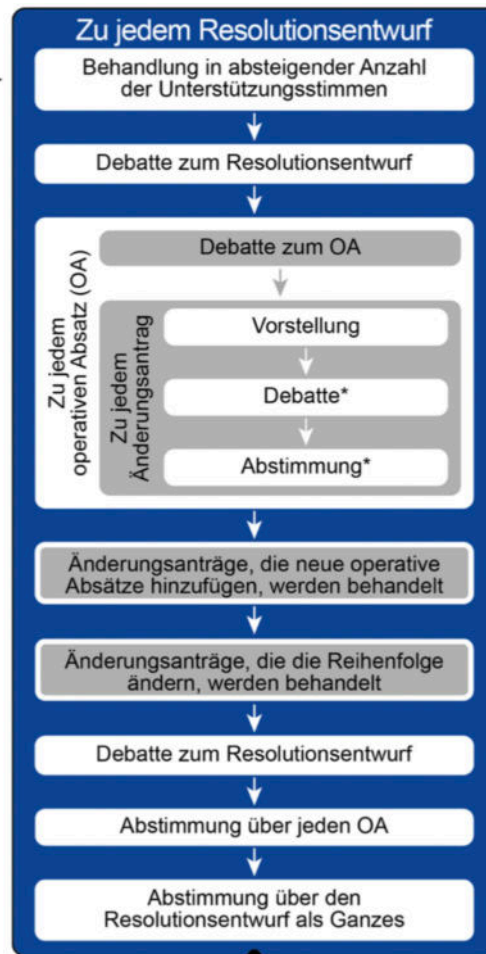 Zu jedem Resolutionsentwurf
Behandlung in absteigender Anzahl
der Unterstützungsstimmen
Debatte zum Resolutionsentwurf
Zu jedem
operativen Absatz (OA)
Debatte zum OA
Zu jedem
Änderungsantrag
Vorstellung
Debatte*
Abstimmung*
Änderungsanträge, die neue operative
Absätze hinzufügen, werden behandelt
Änderungsanträge, die die Reihenfolge
ändern, werden behandelt
Debatte zum Resolutionsentwurf
Abstimmung über jeden OA
Abstimmung über den
Resolutionsentwurf als Ganzes